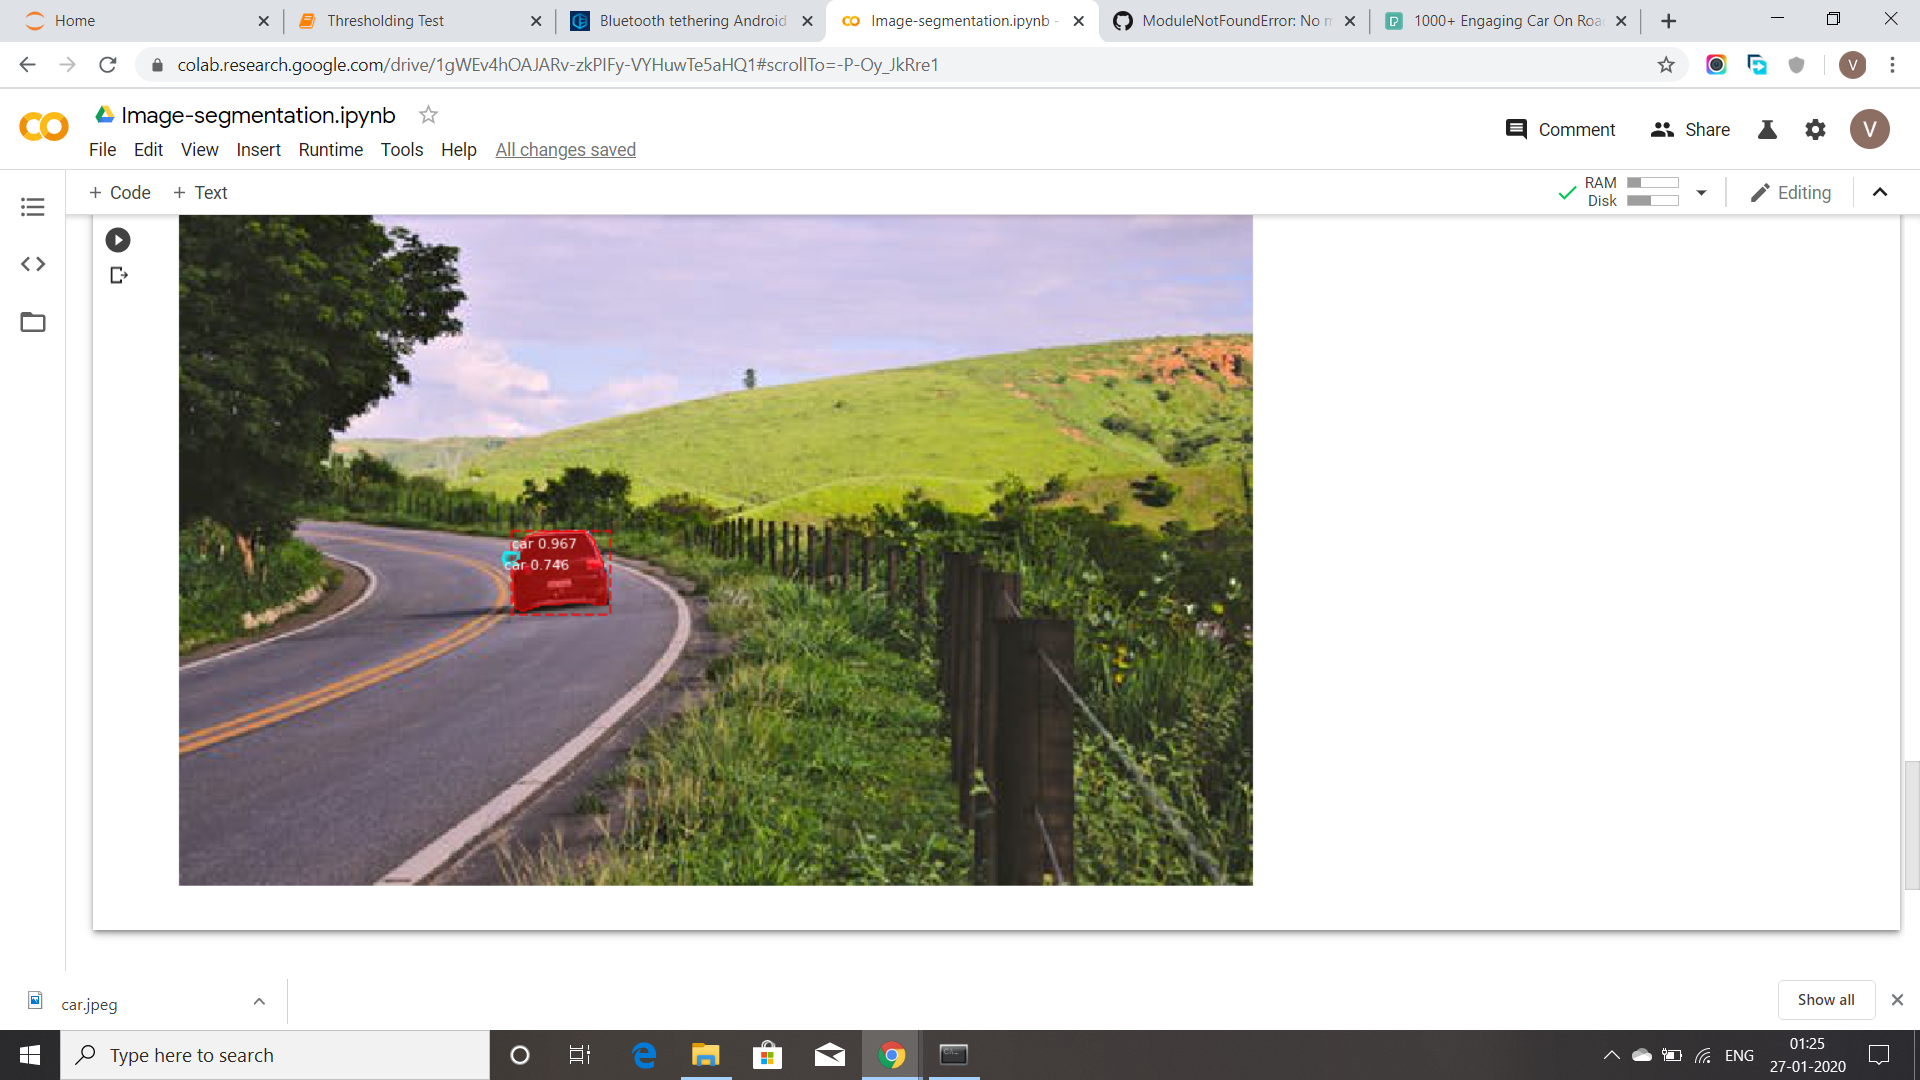 Home
Thresholding Test
Bluetooth tethering Android
Image-segmentation.ipynb -
ModuleNotFoundError: No m
1000+ Engaging Car On Roa
colab.research.google.com/drive/1gWEv4hOAJARv-zkPIFy-VYHuwTe5aHQ1#scrollTo=-P-Oy_JkRre1
V
Image-segmentation.ipynb
Comment
Share
V
File Edit View Insert Runtime Tools Help All changes saved
+ Code + Text
RAM
Disk
Editing
car 0.967
car 0.746
car.jpeg
Show all
Type here to search
ENG
01:25
27-01-2020